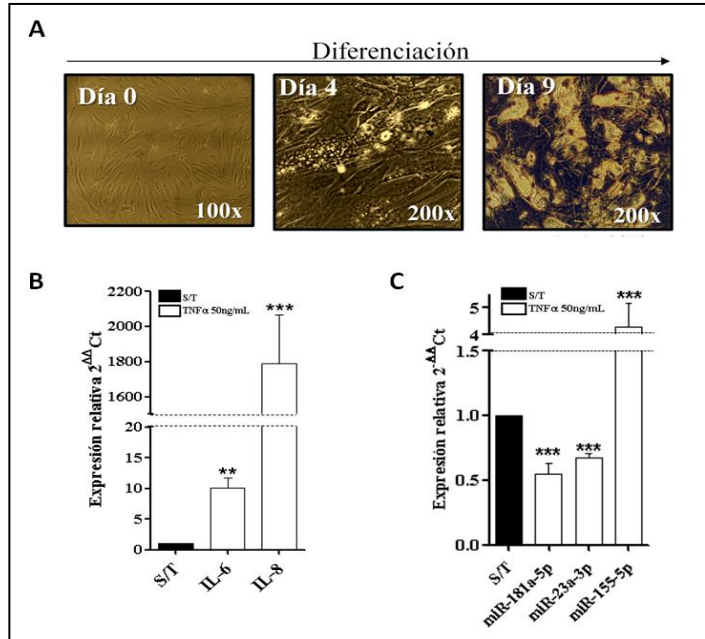 A
Diferenciación
Día 0
100x
Día 4
200x
Día 9
200x
B
S/T
TNFα 50ng/mL
Expresión relativa 2^ΔΔCt
2200
2000
1800
1600
20
15
10
5
0
**
***
S/T
IL-6
IL-8
C
S/T
TNFα 50ng/mL
Expresión relativa 2^-ΔΔCt
5
4
1.5
1.0
0.5
0.0
***
***
***
S/T
mIR-181a-5p
mIR-23a-3p
mIR-155-5p